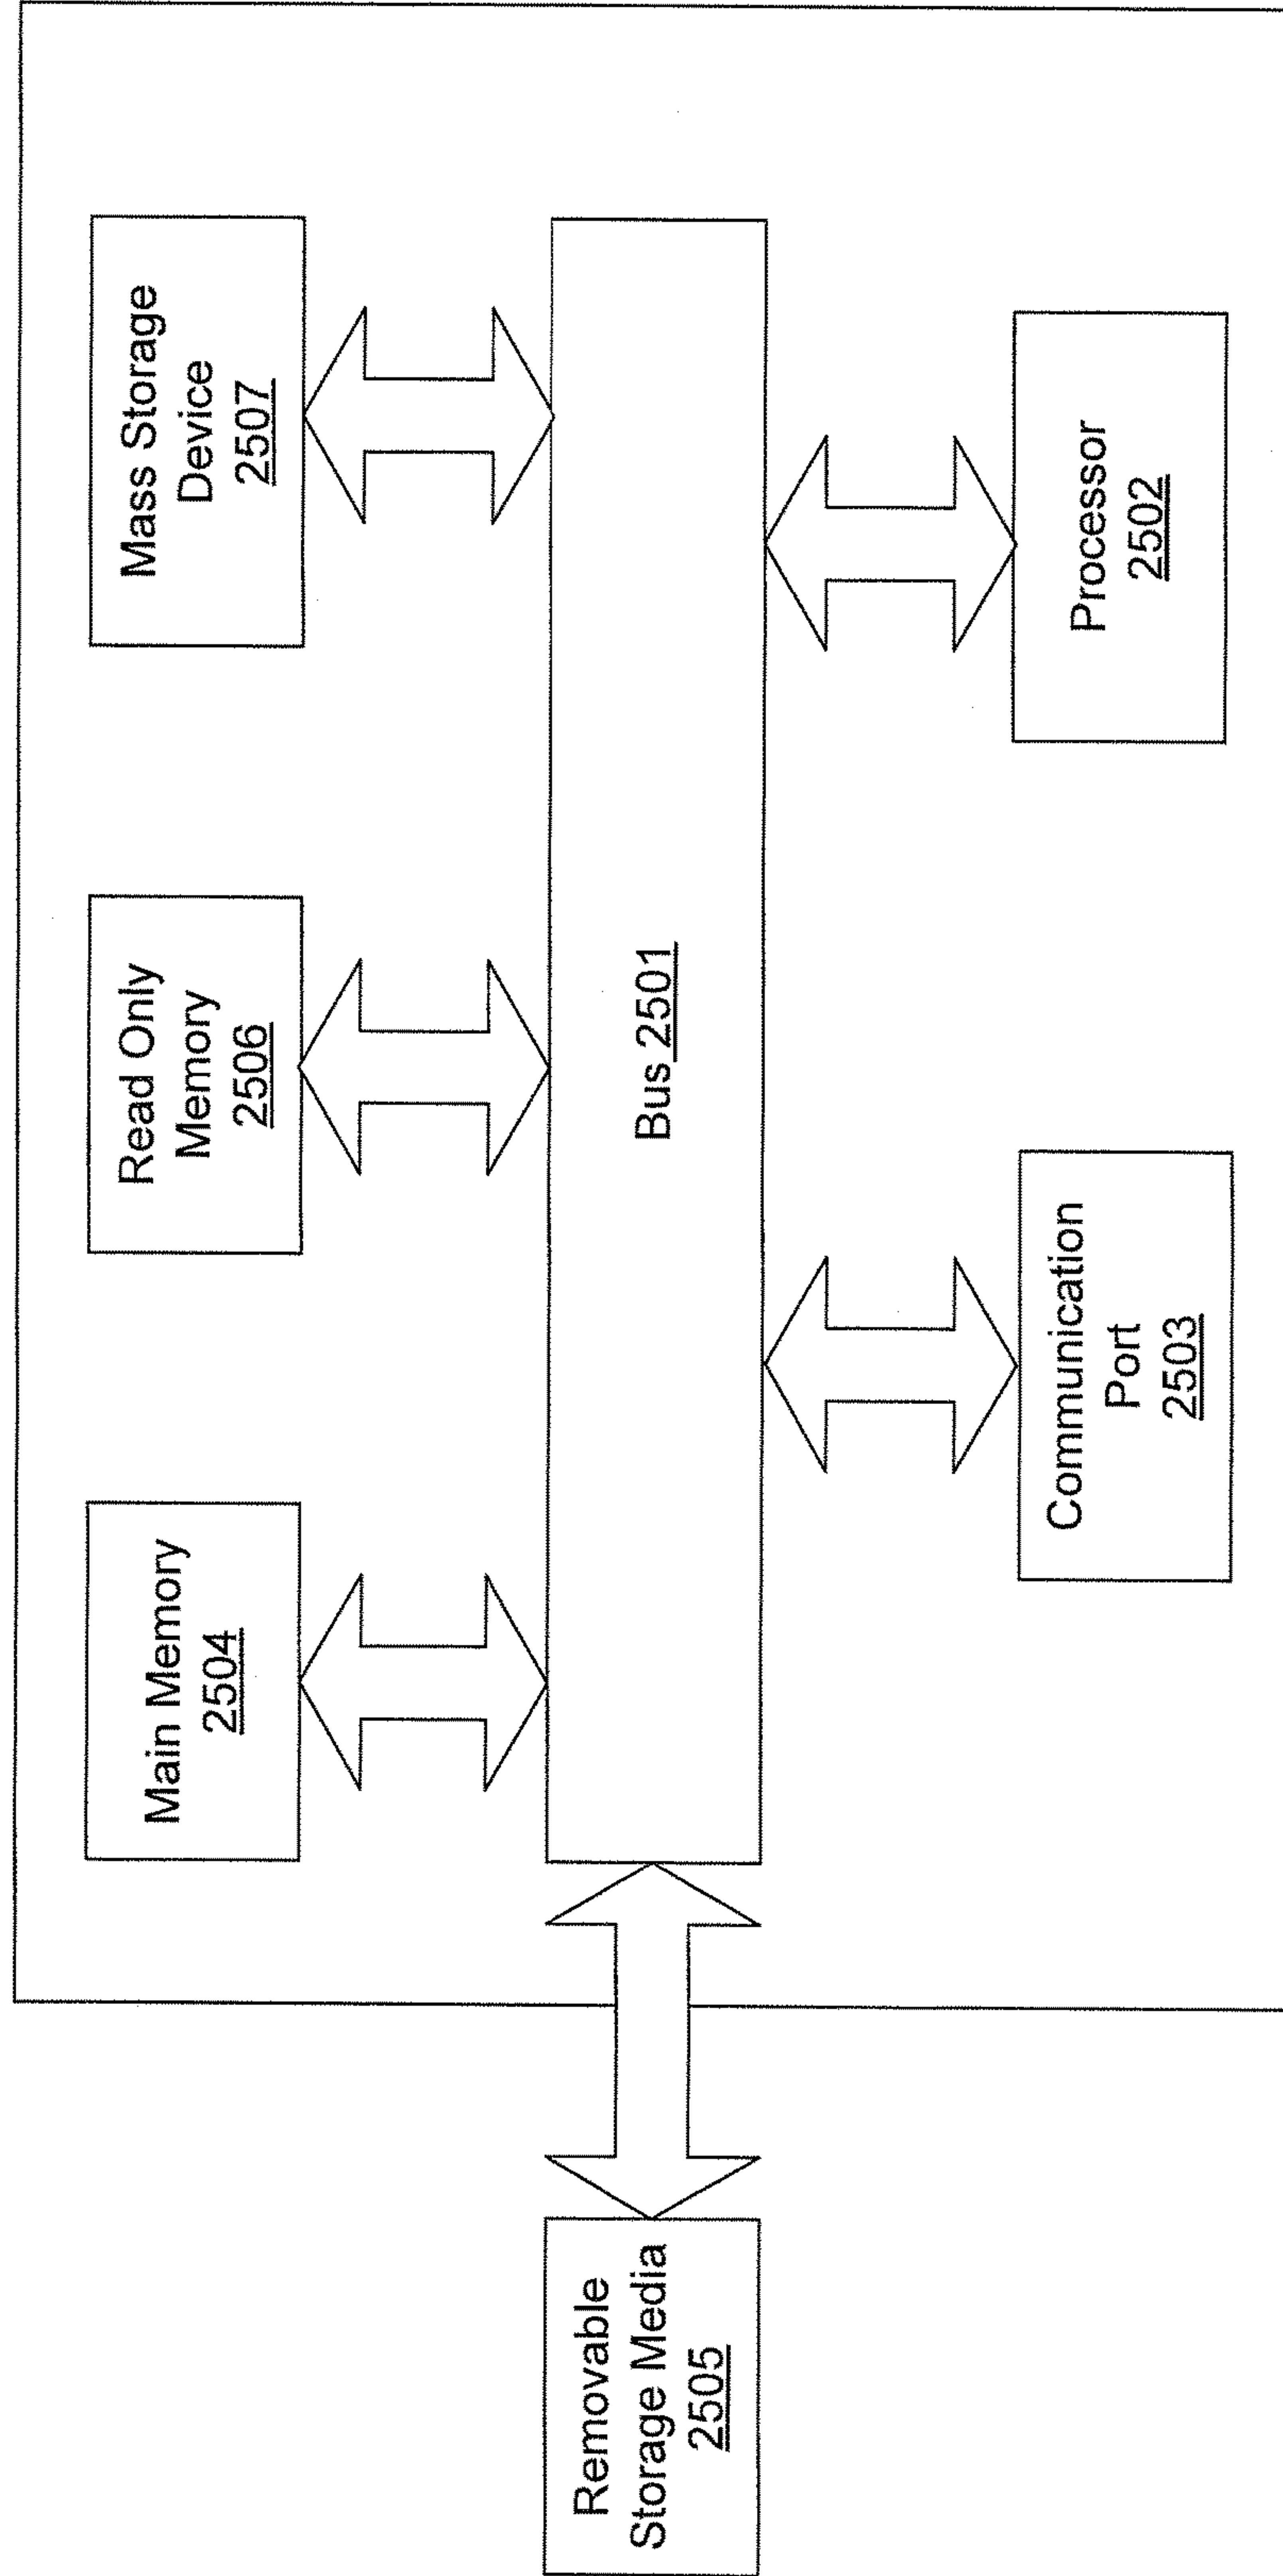 Main Memory
2504
Read Only
Memory
2506
Mass Storage
Device
2507
Removable
Storage Media
2505
Bus 2501
Communication
Port
2503
Processor
2502